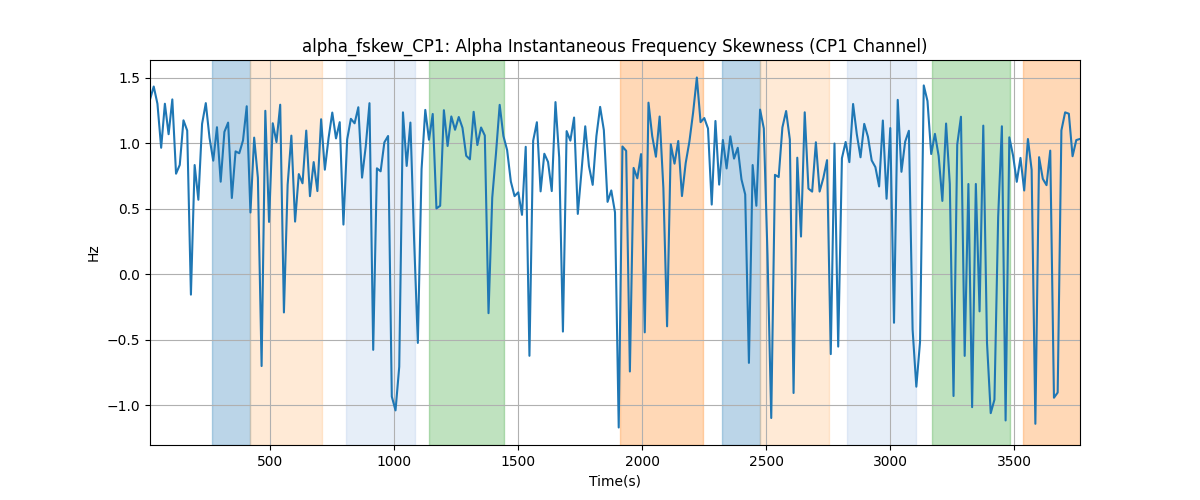 alpha_fskew_CP1: Alpha Instantaneous Frequency Skewness (CP1 Channel)
1.5
1.0
0.5
0.0
−0.5
−1.0
Hz
500 1000 1500 2000 2500 3000 3500
Time(s)